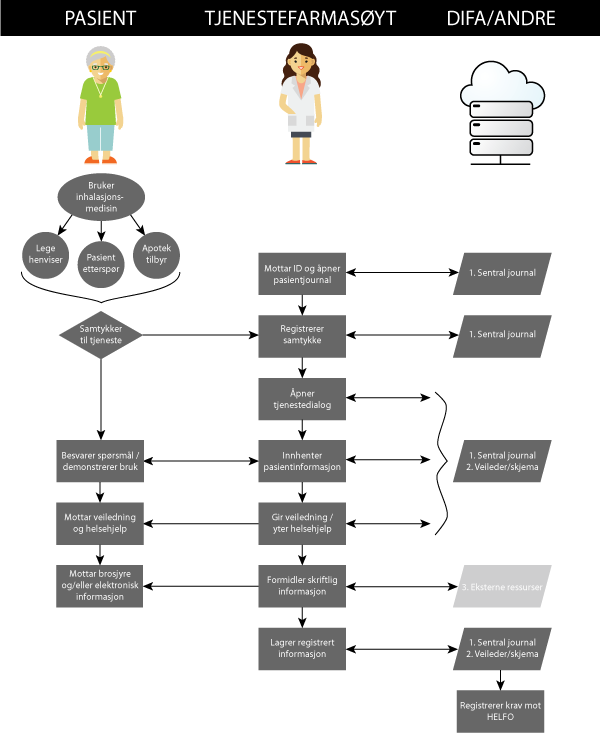 PASIENT
TJENESTEFARMASØYT
DIFA/ANDRE
Bruker
inhalasjons-
medisin
Lege
henviser
Pasient
etterspør
Apotek
tilbyr
Mottar ID og åpner
pasientjournal
1. Sentral journal
Samtykker
til tjeneste
Registrerer
samtykke
1. Sentral journal
Åpner
tjenestedialog
Besvarer spørsmål /
demonstrerer bruk
Innhenter
pasientinformasjon
1. Sentral journal
2. Veileder/skjema
Mottar veiledning
og helsehjelp
Gir veiledning /
yter helsehjelp
Mottar brosjyre
og/eller elektronisk
informasjon
Formidler skriftlig
informasjon
3. Eksterne ressurser
Lagrer registrert
informasjon
1. Sentral journal
2. Veileder/skjema
Registrerer krav mot
HELFO